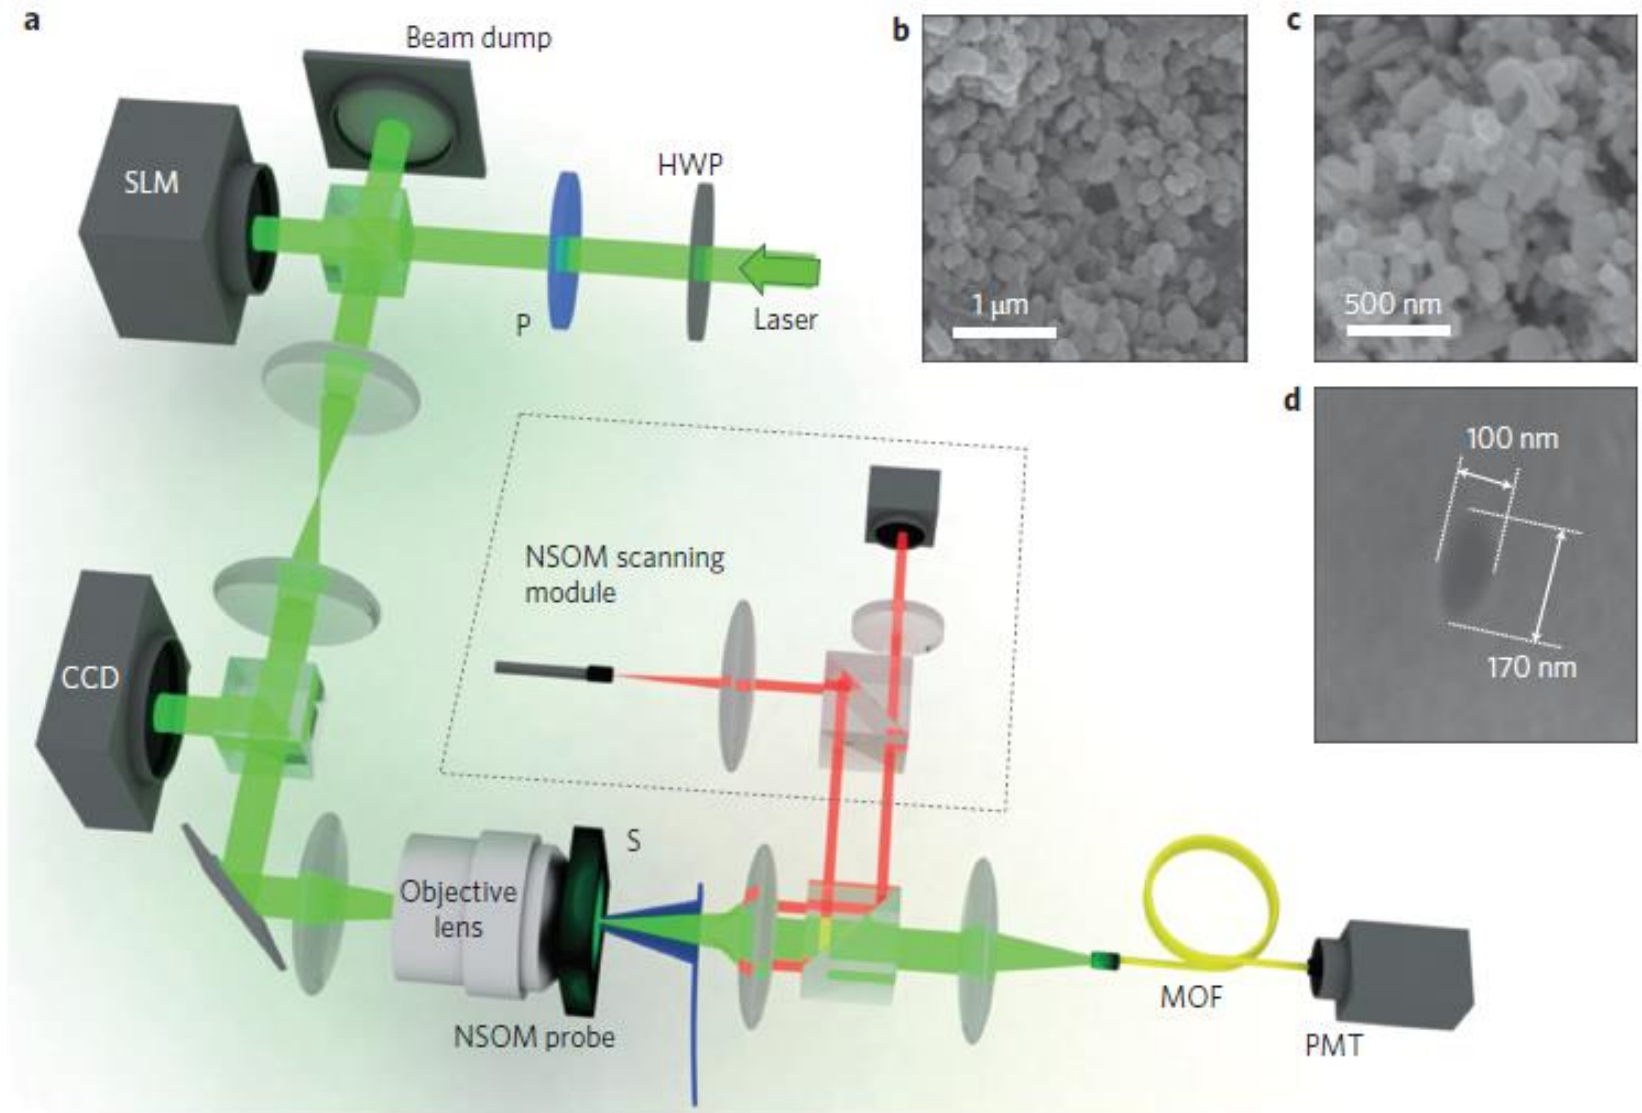 a
Beam dump
SLM
HWP
P
Laser
b
1 μm
c
500 nm
d
100 nm
170 nm
NSOM scanning
module
CCD
Objective
lens
S
NSOM probe
MOF
PMT